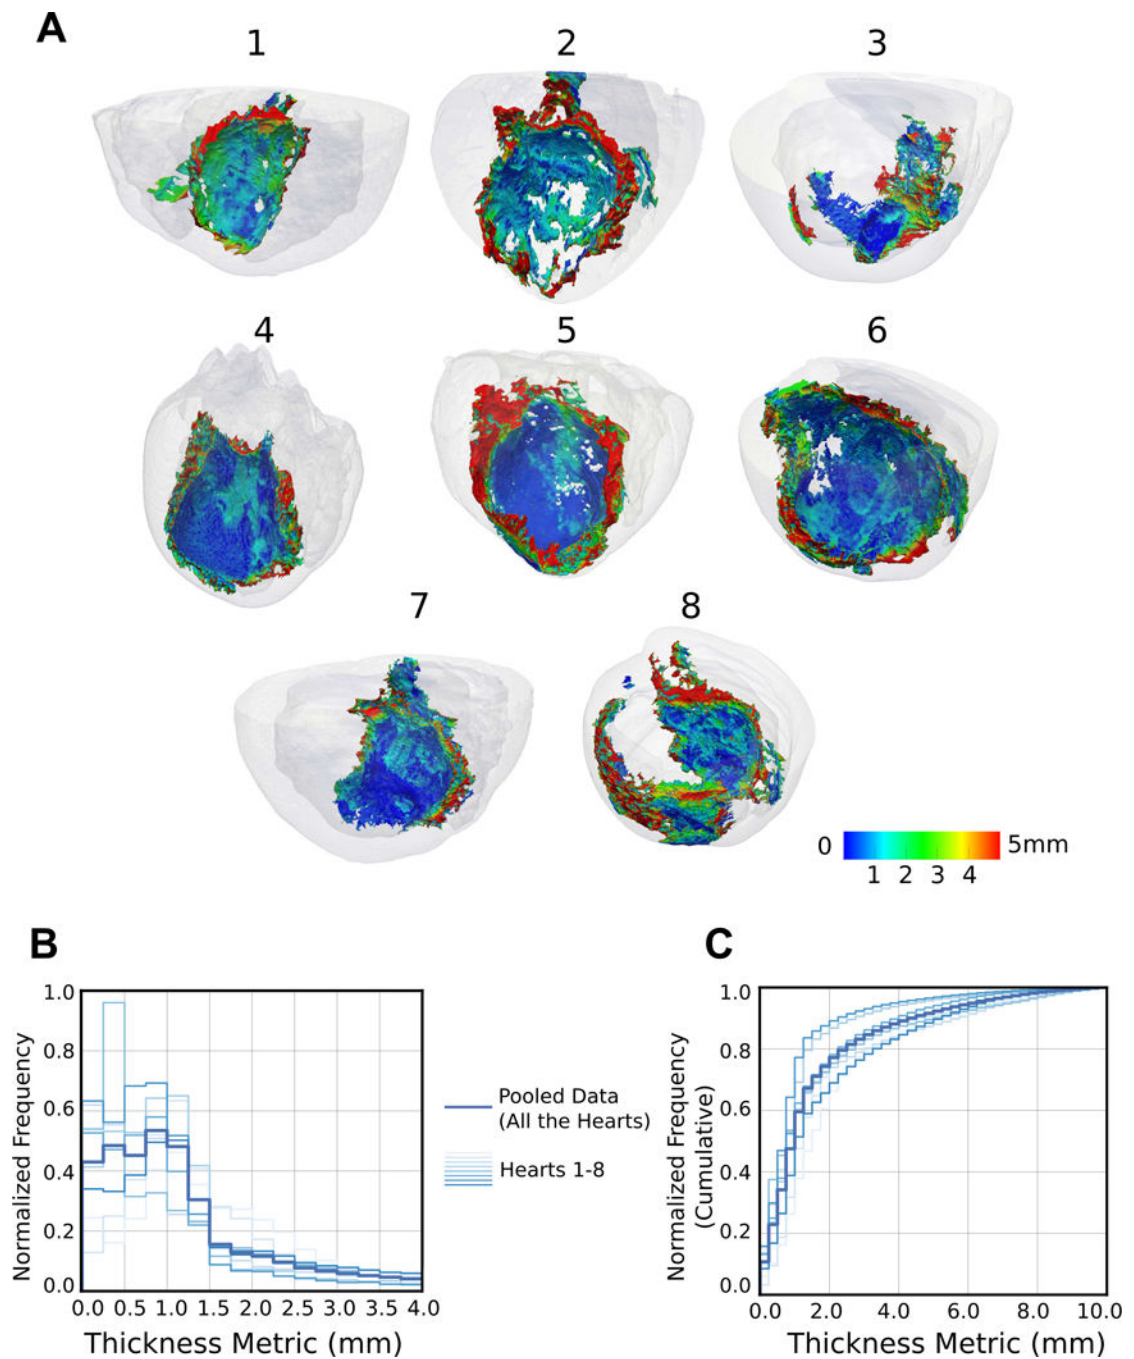 A
1 2 3
4 5 6
7 8
0 5mm
1 2 3 4
B
1.0
0.8
0.6
0.4
0.2
0.0
Normalized Frequency
0.0 0.5 1.0 1.5 2.0 2.5 3.0 3.5 4.0
Thickness Metric (mm)
Pooled Data
(All the Hearts)
Hearts 1-8
C
1.0
0.8
0.6
0.4
0.2
0.0
Normalized Frequency
(Cumulative)
0.0 2.0 4.0 6.0 8.0 10.0
Thickness Metric (mm)